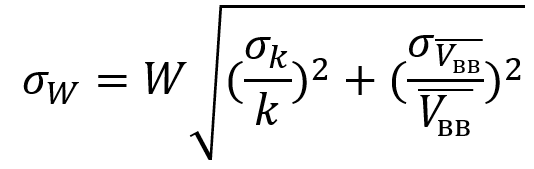 σ_W = W√((σ_k/k)² + (σ_{V̅_вв}/V̅_вв)²)